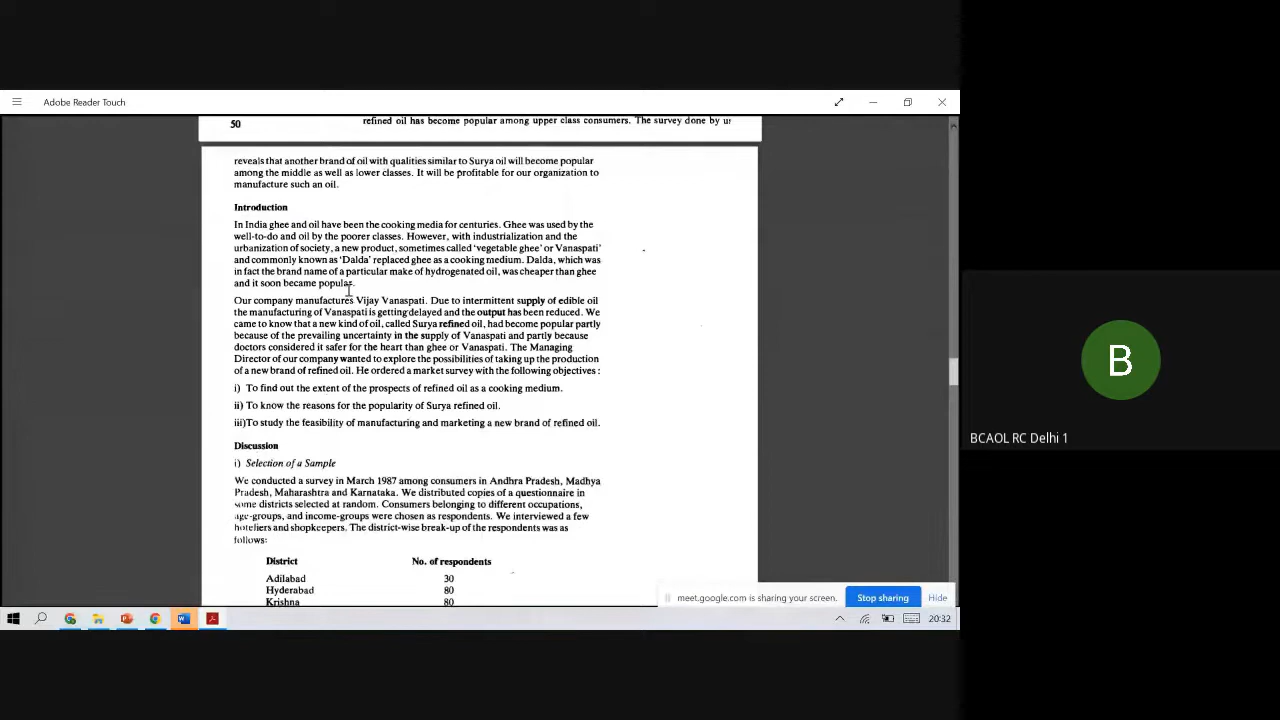 Adobe Reader Touch
50
refined oil has become popular among upper class consumers. The survey done by us
reveals that another brand of oil with qualities similar to Surya oil will become popular
among the middle as well as lower classes. It will be profitable for our organization to
manufacture such an oil.
Introduction
In India ghee and oil have been the cooking media for centuries. Ghee was used by the
well-to-do and oil by the poorer classes. However, with industrialization and the
urbanization of society, a new product, sometimes called 'vegetable ghee' or Vanaspati'
and commonly known as 'Dalda' replaced ghee as a cooking medium. Dalda, which was
in fact the brand name of a particular make of hydrogenated oil, was cheaper than ghee
and it soon became popular.
Our company manufactures Vijay Vanaspati. Due to intermittent supply of edible oil
the manufacturing of Vanaspati is getting delayed and the output has been reduced. We
came to know that a new kind of oil, called Surya refined oil, had become popular partly
because of the prevailing uncertainty in the supply of Vanaspati and partly because
doctors considered it safer for the heart than ghee or Vanaspati. The Managing
Director of our company wanted to explore the possibilities of taking up the production
of a new brand of refined oil. He ordered a market survey with the following objectives :
i) To find out the extent of the prospects of refined oil as a cooking medium.
ii) To know the reasons for the popularity of Surya refined oil.
iii)To study the feasibility of manufacturing and marketing a new brand of refined oil.
Discussion
i) Selection of a Sample
We conducted a survey in March 1987 among consumers in Andhra Pradesh, Madhya
Pradesh, Maharashtra and Karnataka. We distributed copies of a questionnaire in
some districts selected at random. Consumers belonging to different occupations,
age-groups, and income-groups were chosen as respondents. We interviewed a few
hoteliers and shopkeepers. The district-wise break-up of the respondents was as
follows:
District No. of respondents
Adilabad 30
Hyderabad 80
Krishna 80
meet.google.com is sharing your screen. Stop sharing Hide
20:32
B
BCAOL RC Delhi 1